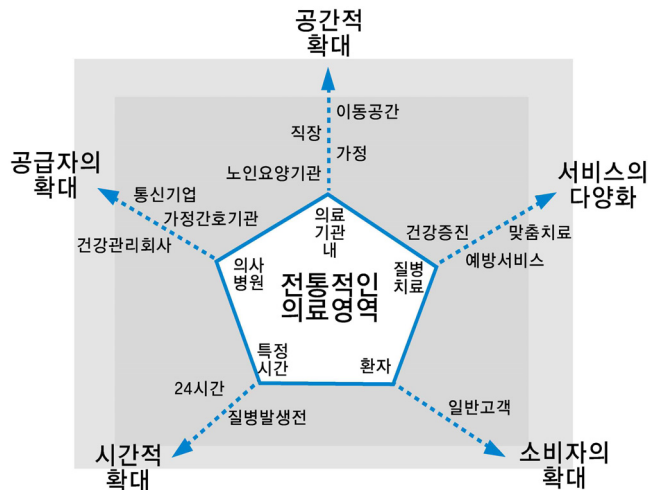 공간적
확대
이동공간
직장
가정
노인요양기관
공급자의
확대
통신기업
가정간호기관
건강관리회사
서비스의
다양화
건강증진
맞춤치료
예방서비스
의료
기관
내
의사
병원
질병
치료
전통적인
의료영역
특정
시간
환자
24시간
질병발생전
시간적
확대
일반고객
소비자의
확대